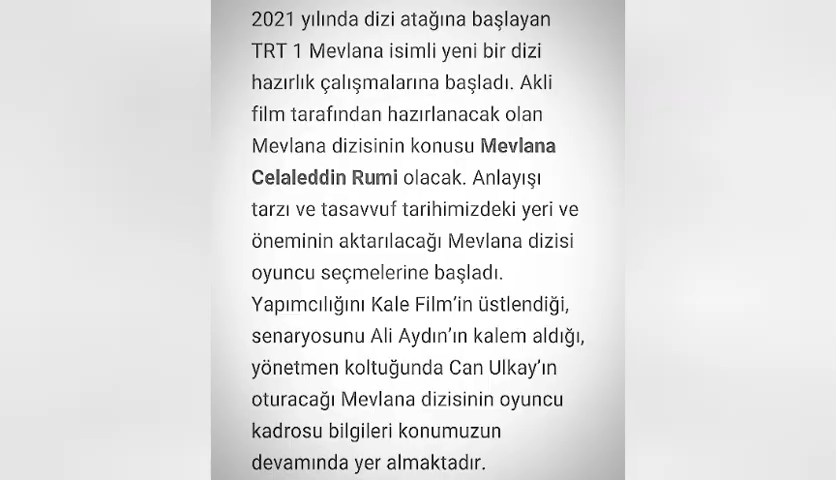 2021 yılında dizi atağına başlayan
TRT 1 Mevlana isimli yeni bir dizi
hazırlık çalışmalarına başladı. Akli
film tarafından hazırlanacak olan
Mevlana dizisinin konusu Mevlana
Celaleddin Rumi olacak. Anlayışı
tarzı ve tasavvuf tarihimizdeki yeri ve
öneminin aktarılacağı Mevlana dizisi
oyuncu seçmelerine başladı.
Yapımcılığını Kale Film'in üstlendiği,
senaryosunu Ali Aydın'ın kalem aldığı,
yönetmen koltuğunda Can Ulkay'ın
oturacağı Mevlana dizisinin oyuncu
kadrosu bilgileri konumuzun
devamında yer almaktadır.